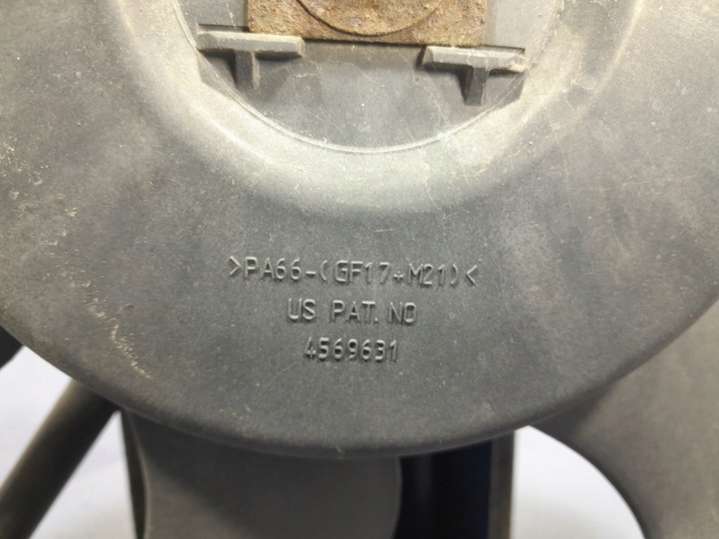 >PA66-(GF17+M21)<
US PAT. NO
4569631